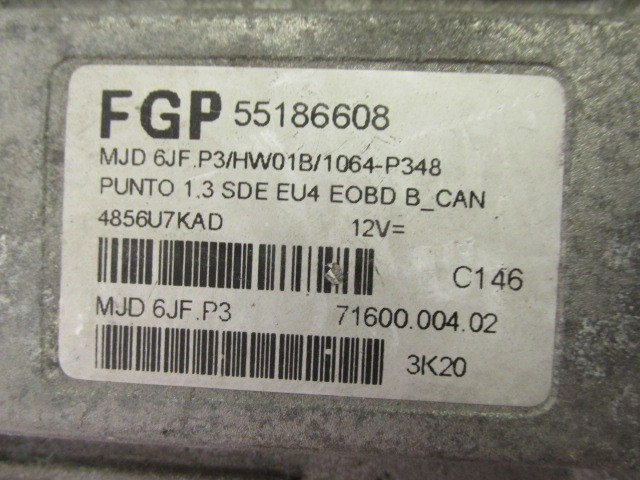 FGP 55186608
MJD 6JF.P3/HW01B/1064-P348
PUNTO 1.3 SDE EU4 EOBD B_CAN
4856U7KAD 12V=
C146
MJD 6JF.P3 71600.004.02
3K20